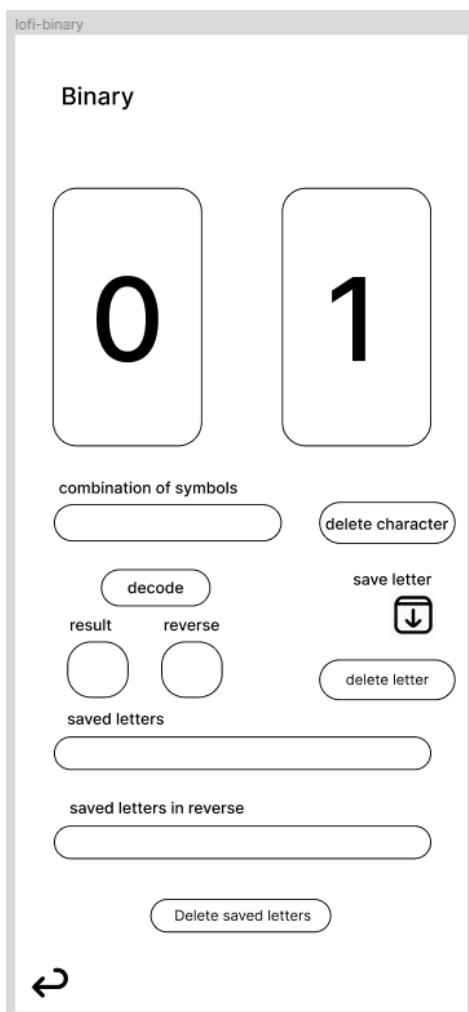 lofi-binary
Binary
0 1
combination of symbols
delete character
decode
save letter
result reverse
delete letter
saved letters
saved letters in reverse
Delete saved letters